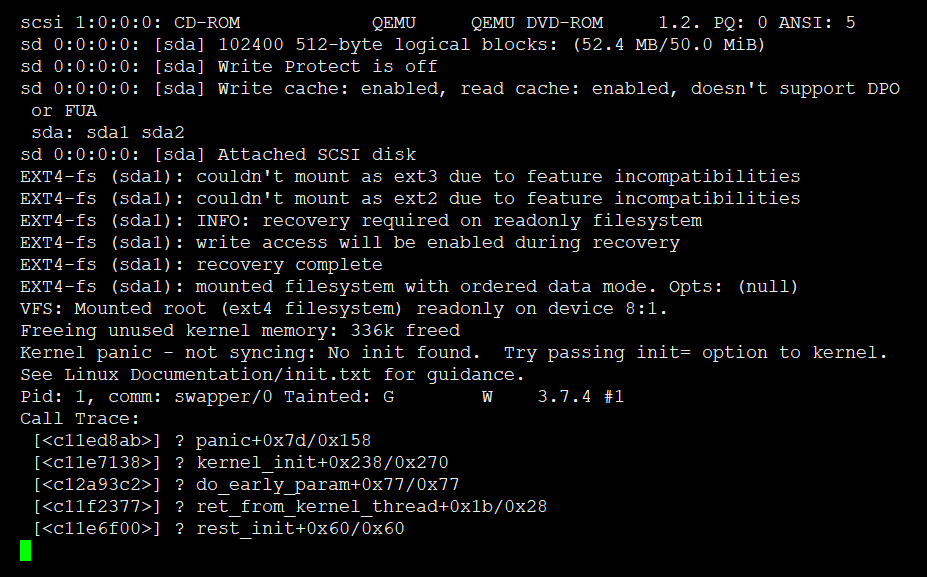 scsi 1:0:0:0: CD-ROM            QEMU     QEMU DVD-ROM     1.2. PQ: 0 ANSI: 5
sd 0:0:0:0: [sda] 102400 512-byte logical blocks: (52.4 MB/50.0 MiB)
sd 0:0:0:0: [sda] Write Protect is off
sd 0:0:0:0: [sda] Write cache: enabled, read cache: enabled, doesn't support DPO
 or FUA
 sda: sda1 sda2
sd 0:0:0:0: [sda] Attached SCSI disk
EXT4-fs (sda1): couldn't mount as ext3 due to feature incompatibilities
EXT4-fs (sda1): couldn't mount as ext2 due to feature incompatibilities
EXT4-fs (sda1): INFO: recovery required on readonly filesystem
EXT4-fs (sda1): write access will be enabled during recovery
EXT4-fs (sda1): recovery complete
EXT4-fs (sda1): mounted filesystem with ordered data mode. Opts: (null)
VFS: Mounted root (ext4 filesystem) readonly on device 8:1.
Freeing unused kernel memory: 336k freed
Kernel panic - not syncing: No init found.  Try passing init= option to kernel.
See Linux Documentation/init.txt for guidance.
Pid: 1, comm: swapper/0 Tainted: G        W    3.7.4 #1
Call Trace:
 [<c11ed8ab>] ? panic+0x7d/0x158
 [<c11e7138>] ? kernel_init+0x238/0x270
 [<c12a93c2>] ? do_early_param+0x77/0x77
 [<c11f2377>] ? ret_from_kernel_thread+0x1b/0x28
 [<c11e6f00>] ? rest_init+0x60/0x60